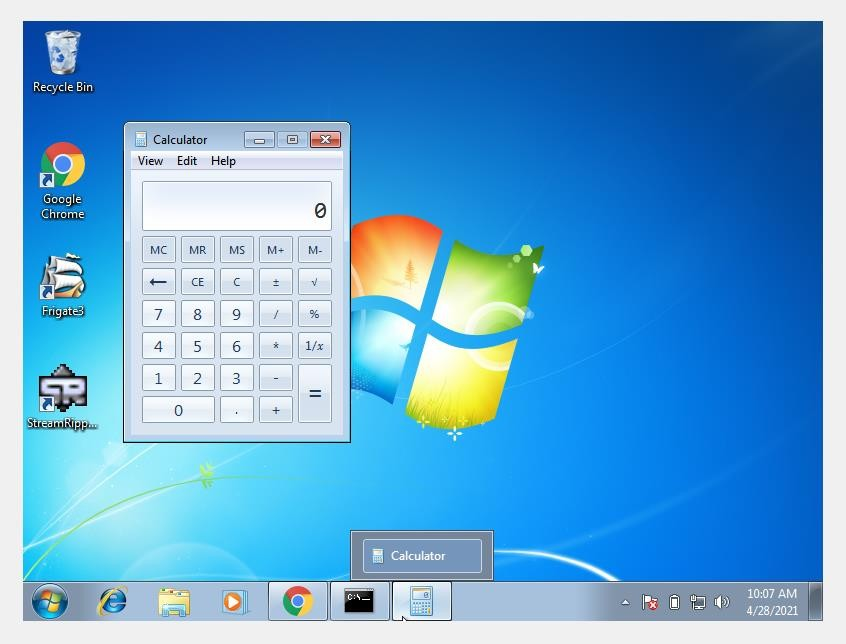 Recycle Bin
Google
Chrome
Frigate3
StreamRipp...
Calculator
View Edit Help
0
MC MR MS M+ M-
← CE C ± √
7 8 9 / %
4 5 6 * 1/x
1 2 3 - =
0 . +
Calculator
C:\_
0
10:07 AM
4/28/2021